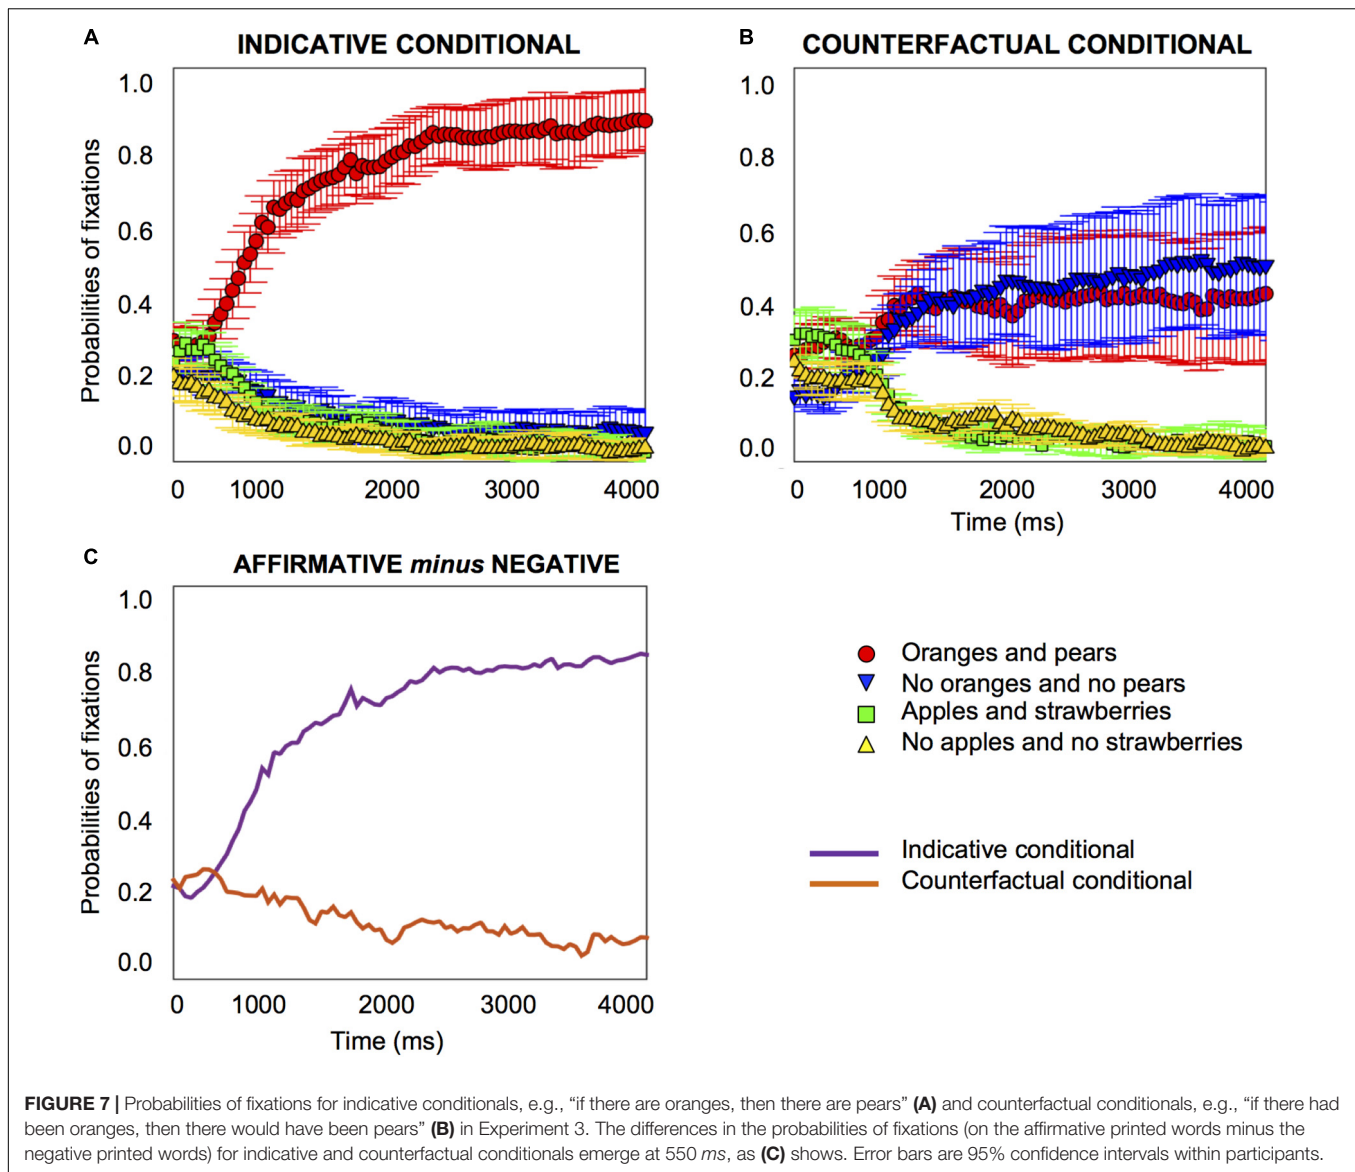 A
INDICATIVE CONDITIONAL
Probabilities of fixations
1.0
0.8
0.6
0.4
0.2
0.0
0 1000 2000 3000 4000
B
COUNTERFACTUAL CONDITIONAL
Probabilities of fixations
1.0
0.8
0.6
0.4
0.2
0.0
0 1000 2000 3000 4000
Time (ms)
C
AFFIRMATIVE minus NEGATIVE
Probabilities of fixations
1.0
0.8
0.6
0.4
0.2
0.0
0 1000 2000 3000 4000
Time (ms)
Oranges and pears
No oranges and no pears
Apples and strawberries
No apples and no strawberries
Indicative conditional
Counterfactual conditional
FIGURE 7 | Probabilities of fixations for indicative conditionals, e.g., “if there are oranges, then there are pears” (A) and counterfactual conditionals, e.g., “if there had
been oranges, then there would have been pears” (B) in Experiment 3. The differences in the probabilities of fixations (on the affirmative printed words minus the
negative printed words) for indicative and counterfactual conditionals emerge at 550 ms, as (C) shows. Error bars are 95% confidence intervals within participants.